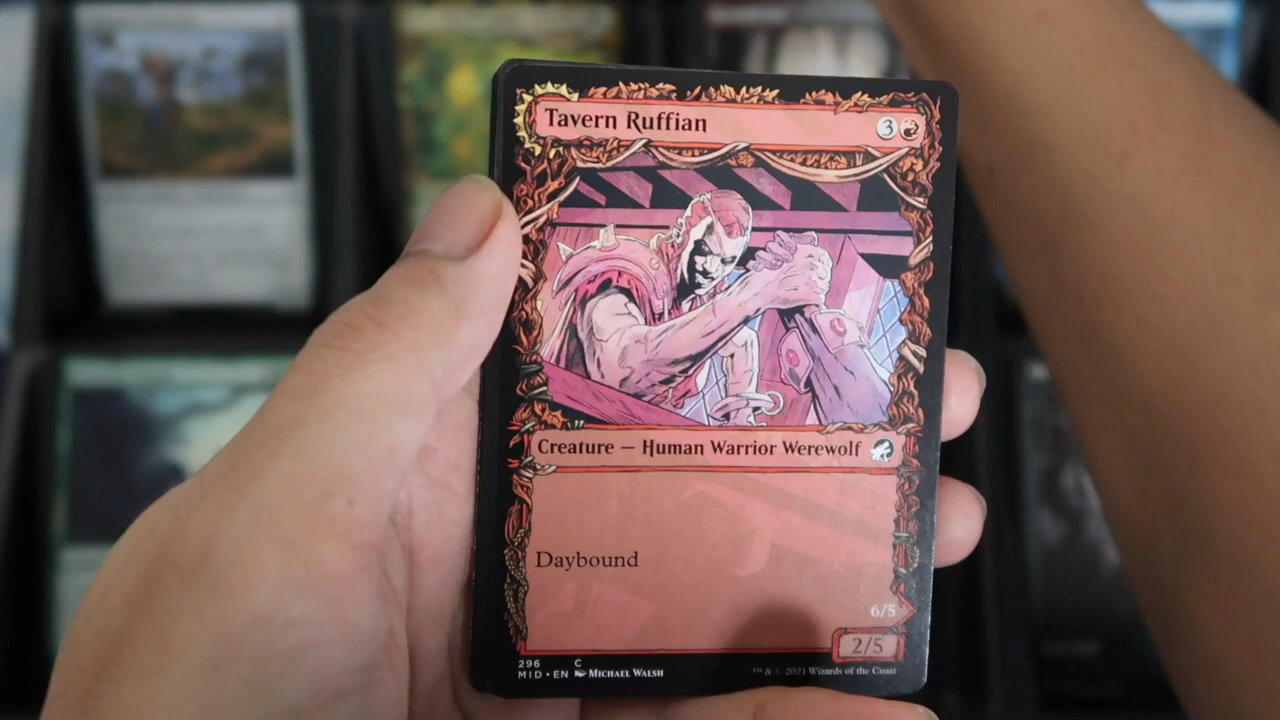 Tavern Ruffian 3
Creature — Human Warrior Werewolf
Daybound
6/5
2/5
296 C
MID • EN MICHAEL WALSH
™ & © 2021 Wizards of the Coast